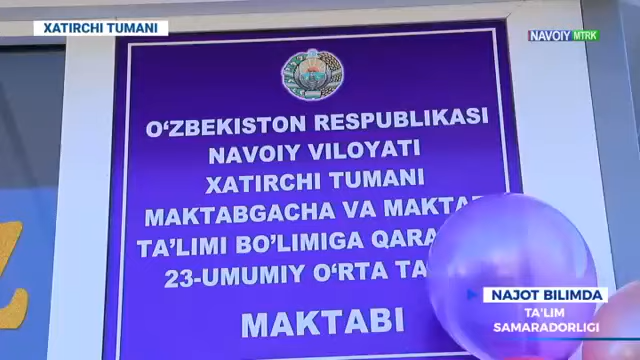 XATIRCHI TUMANI
NAVOIY MTRK
O‘ZBEKISTON RESPUBLIKASI
NAVOIY VILOYATI
XATIRCHI TUMANI
MAKTABGACHA VA
TA’LIMI BO‘LIMIGA
23-UMUMIY O‘RTA
MAKTABI
NAJOT BILIMDA
TA'LIM
SAMARADORLIGI